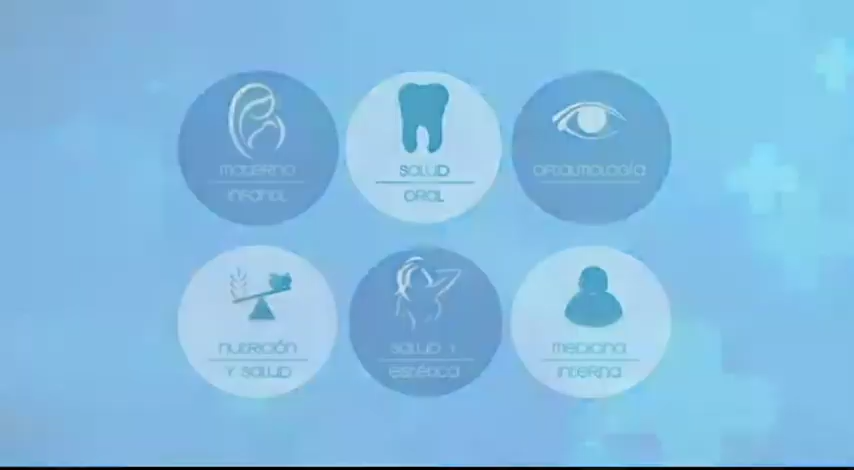 MATERNO
INFANTIL
SALUD
ORAL
OFTALMOLOGÍA
NUTRICIÓN
Y SALUD
SALUD Y
ESTÉTICA
MEDICINA
INTERNA